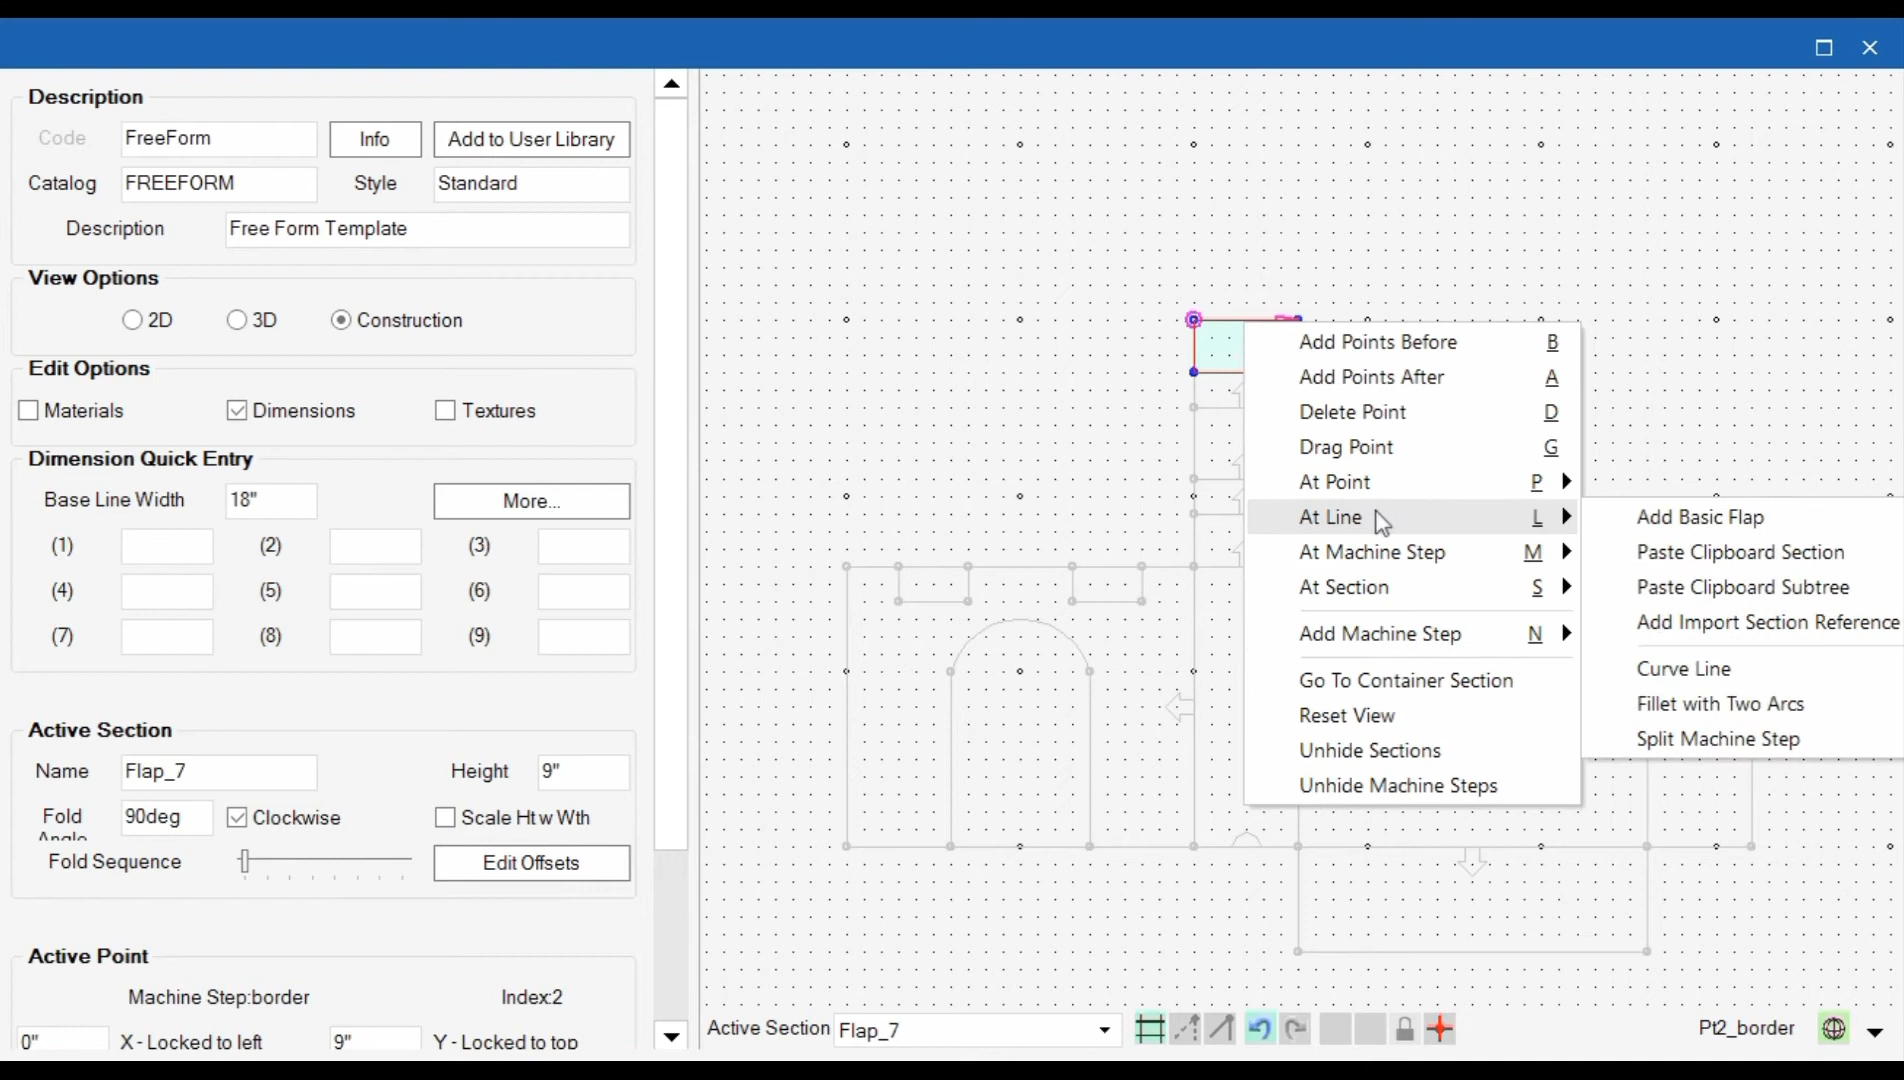 Description
Code FreeForm Info Add to User Library
Catalog FREEFORM Style Standard
Description Free Form Template
View Options
2D 3D Construction
Edit Options
Materials Dimensions Textures
Dimension Quick Entry
Base Line Width 18" More...
(1) (2) (3)
(4) (5) (6)
(7) (8) (9)
Active Section
Name Flap_7 Height 9"
Fold 90deg Clockwise Scale Ht w Wth
Angle
Fold Sequence Edit Offsets
Active Point
Machine Step:border Index:2
0" X - Locked to left 9" Y - Locked to top
Add Points Before B
Add Points After A
Delete Point D
Drag Point G
At Point P
At Line L
At Machine Step M
At Section S
Add Machine Step N
Go To Container Section
Reset View
Unhide Sections
Unhide Machine Steps
Add Basic Flap
Paste Clipboard Section
Paste Clipboard Subtree
Add Import Section Reference
Curve Line
Fillet with Two Arcs
Split Machine Step
Active Section Flap_7 Pt2_border